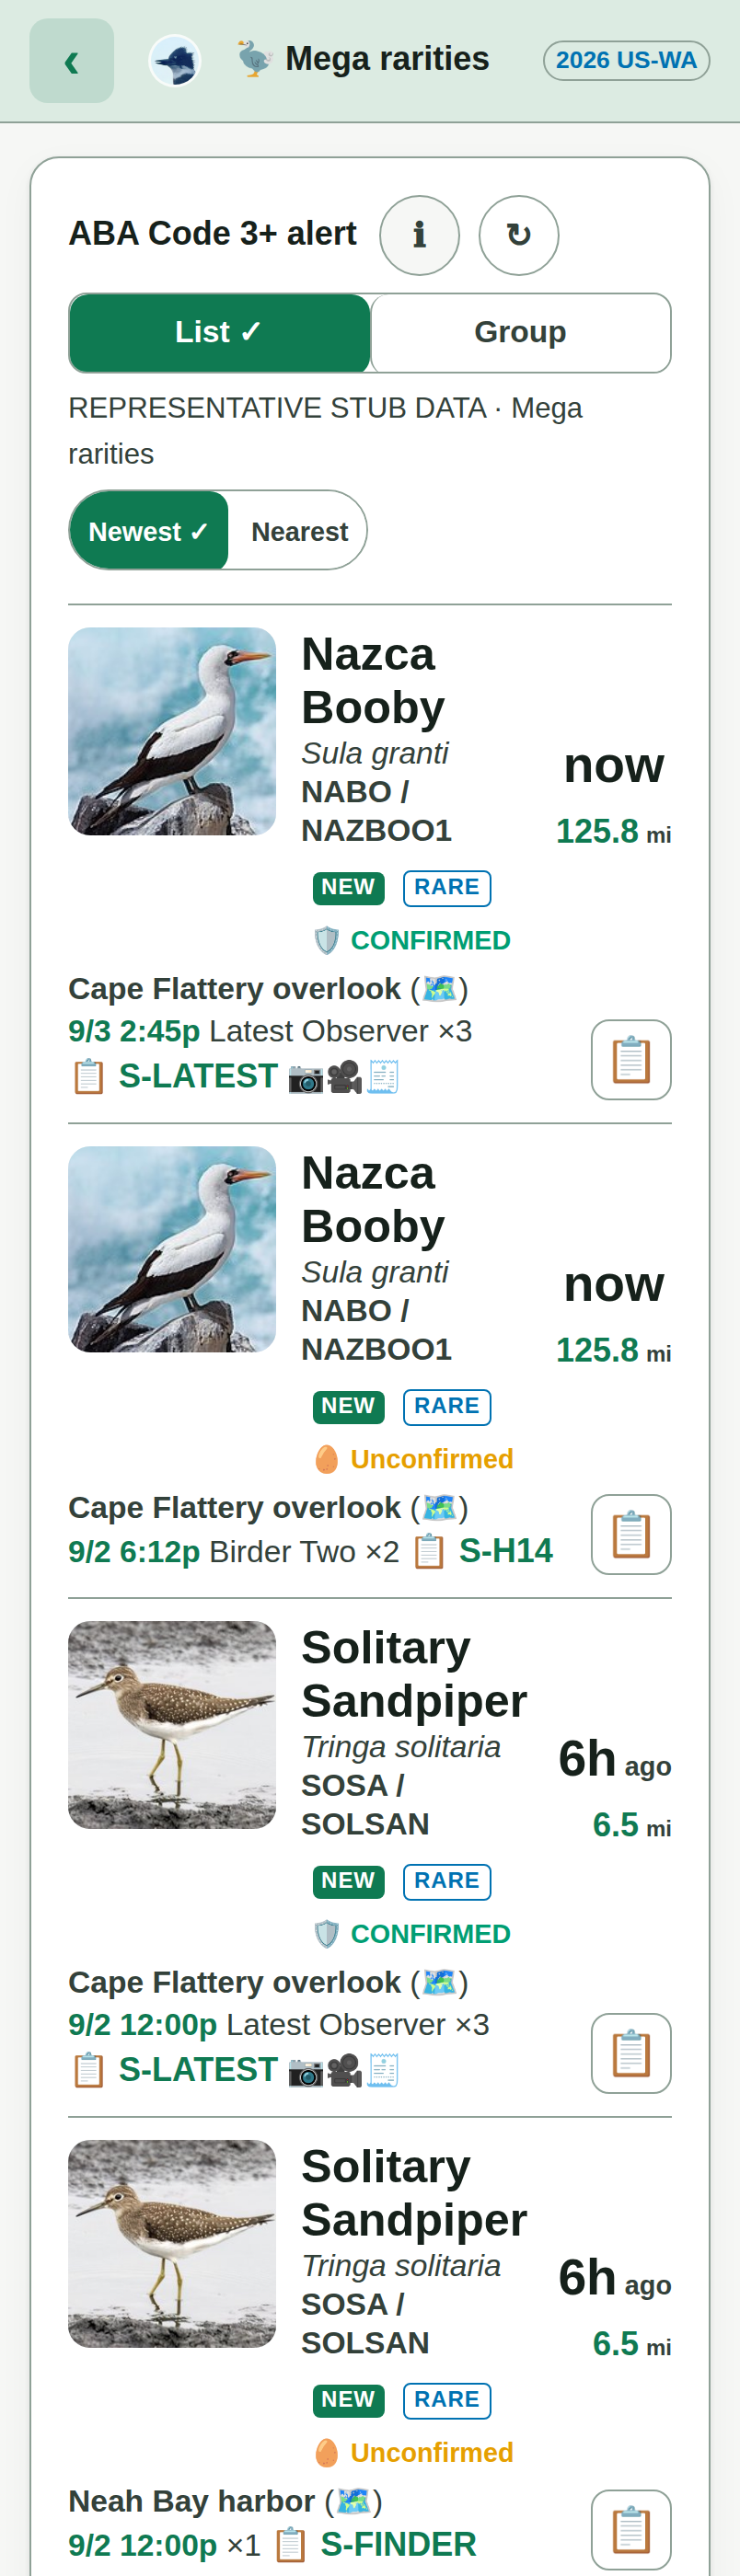 ‹ 🦤 Mega rarities 2026 US-WA
ABA Code 3+ alert ℹ ↻
List ✓ Group
REPRESENTATIVE STUB DATA · Mega
rarities
Newest ✓ Nearest
Nazca
Booby
Sula granti
NABO /
NAZBOO1
now
125.8 mi
NEW RARE
🛡️ CONFIRMED
Cape Flattery overlook (🗺️)
9/3 2:45p Latest Observer ×3
📋 S-LATEST 📷🎥🧾
📋
Nazca
Booby
Sula granti
NABO /
NAZBOO1
now
125.8 mi
NEW RARE
🥚 Unconfirmed
Cape Flattery overlook (🗺️)
9/2 6:12p Birder Two ×2 📋 S-H14
📋
Solitary
Sandpiper
Tringa solitaria
SOSA /
SOLSAN
6h ago
6.5 mi
NEW RARE
🛡️ CONFIRMED
Cape Flattery overlook (🗺️)
9/2 12:00p Latest Observer ×3
📋 S-LATEST 📷🎥🧾
📋
Solitary
Sandpiper
Tringa solitaria
SOSA /
SOLSAN
6h ago
6.5 mi
NEW RARE
🥚 Unconfirmed
Neah Bay harbor (🗺️)
9/2 12:00p ×1 📋 S-FINDER
📋